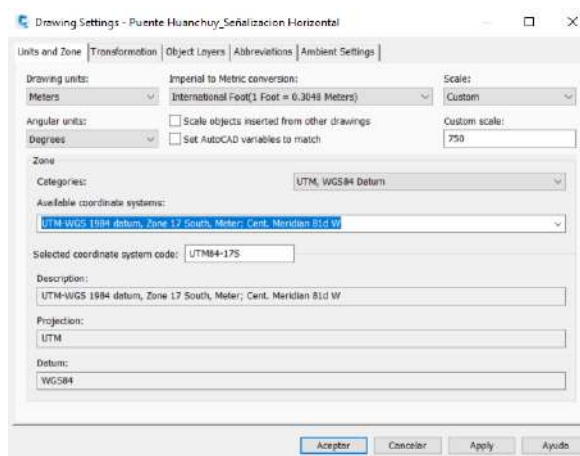 Drawing Settings - Puente Huanchuy_Señalizacion Horizontal
Units and Zone Transformation Object Layers Abbreviations Ambient Settings
Drawing units: Imperial to Metric conversion: Scale:
Meters International Foot(1 Foot = 0.3048 Meters) Custom
Angular units: Scale objects inserted from other drawings Custom scale:
Degrees Set AutoCAD variables to match 750
Zone
Categories: UTM, WGS84 Datum
Available coordinate systems:
UTM-WGS 1984 datum, Zone 17 South, Meter; Cent. Meridian 81d W
Selected coordinate system code: UTM84-17S
Description:
UTM-WGS 1984 datum, Zone 17 South, Meter; Cent. Meridian 81d W
Projection:
UTM
Datum:
WGS84
Aceptar Cancelar Apply Ayuda